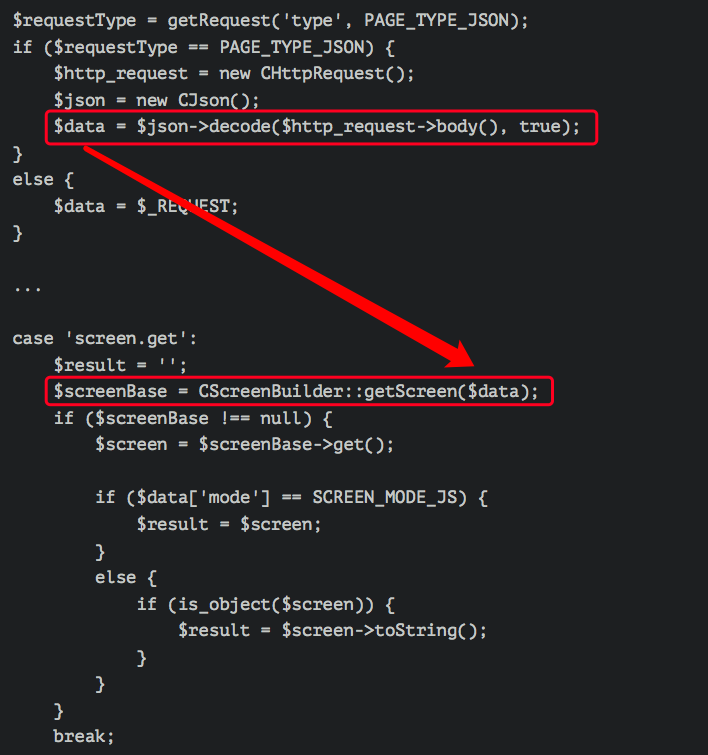 $requestType = getRequest('type', PAGE_TYPE_JSON);
if ($requestType == PAGE_TYPE_JSON) {
    $http_request = new CHttpRequest();
    $json = new CJson();
    $data = $json->decode($http_request->body(), true);
}
else {
    $data = $_REQUEST;
}

...

case 'screen.get':
    $result = '';
    $screenBase = CScreenBuilder::getScreen($data);
    if ($screenBase !== null) {
        $screen = $screenBase->get();

        if ($data['mode'] == SCREEN_MODE_JS) {
            $result = $screen;
        }
        else {
            if (is_object($screen)) {
                $result = $screen->toString();
            }
        }
    }
    break;